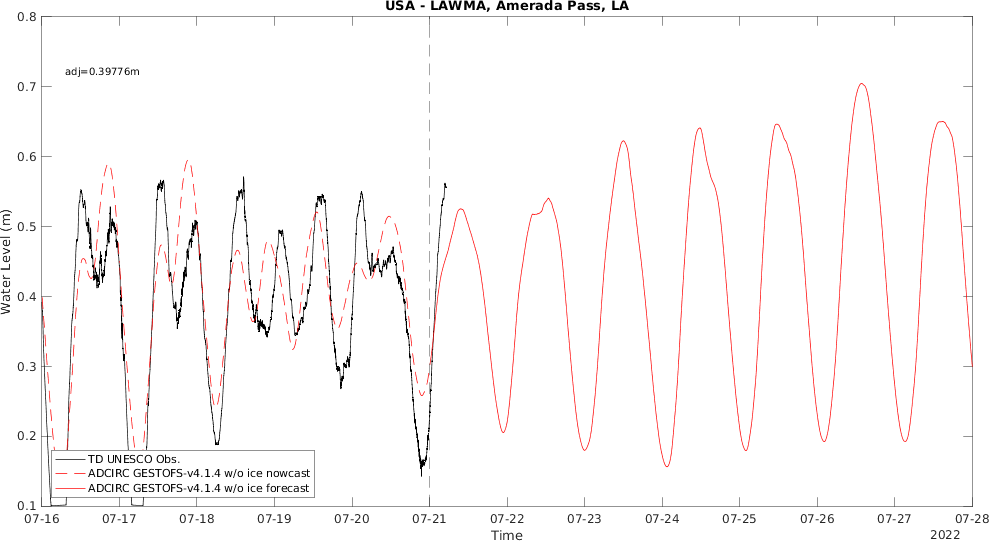 USA - LAWMA, Amerada Pass, LA
adj=0.39776m
Water Level (m)
0.8
0.7
0.6
0.5
0.4
0.3
0.2
0.1
TD UNESCO Obs.
ADCIRC GESTOFS-v4.1.4 w/o ice nowcast
ADCIRC GESTOFS-v4.1.4 w/o ice forecast
07-16 07-17 07-18 07-19 07-20 07-21 07-22 07-23 07-24 07-25 07-26 07-27 07-28
Time
2022